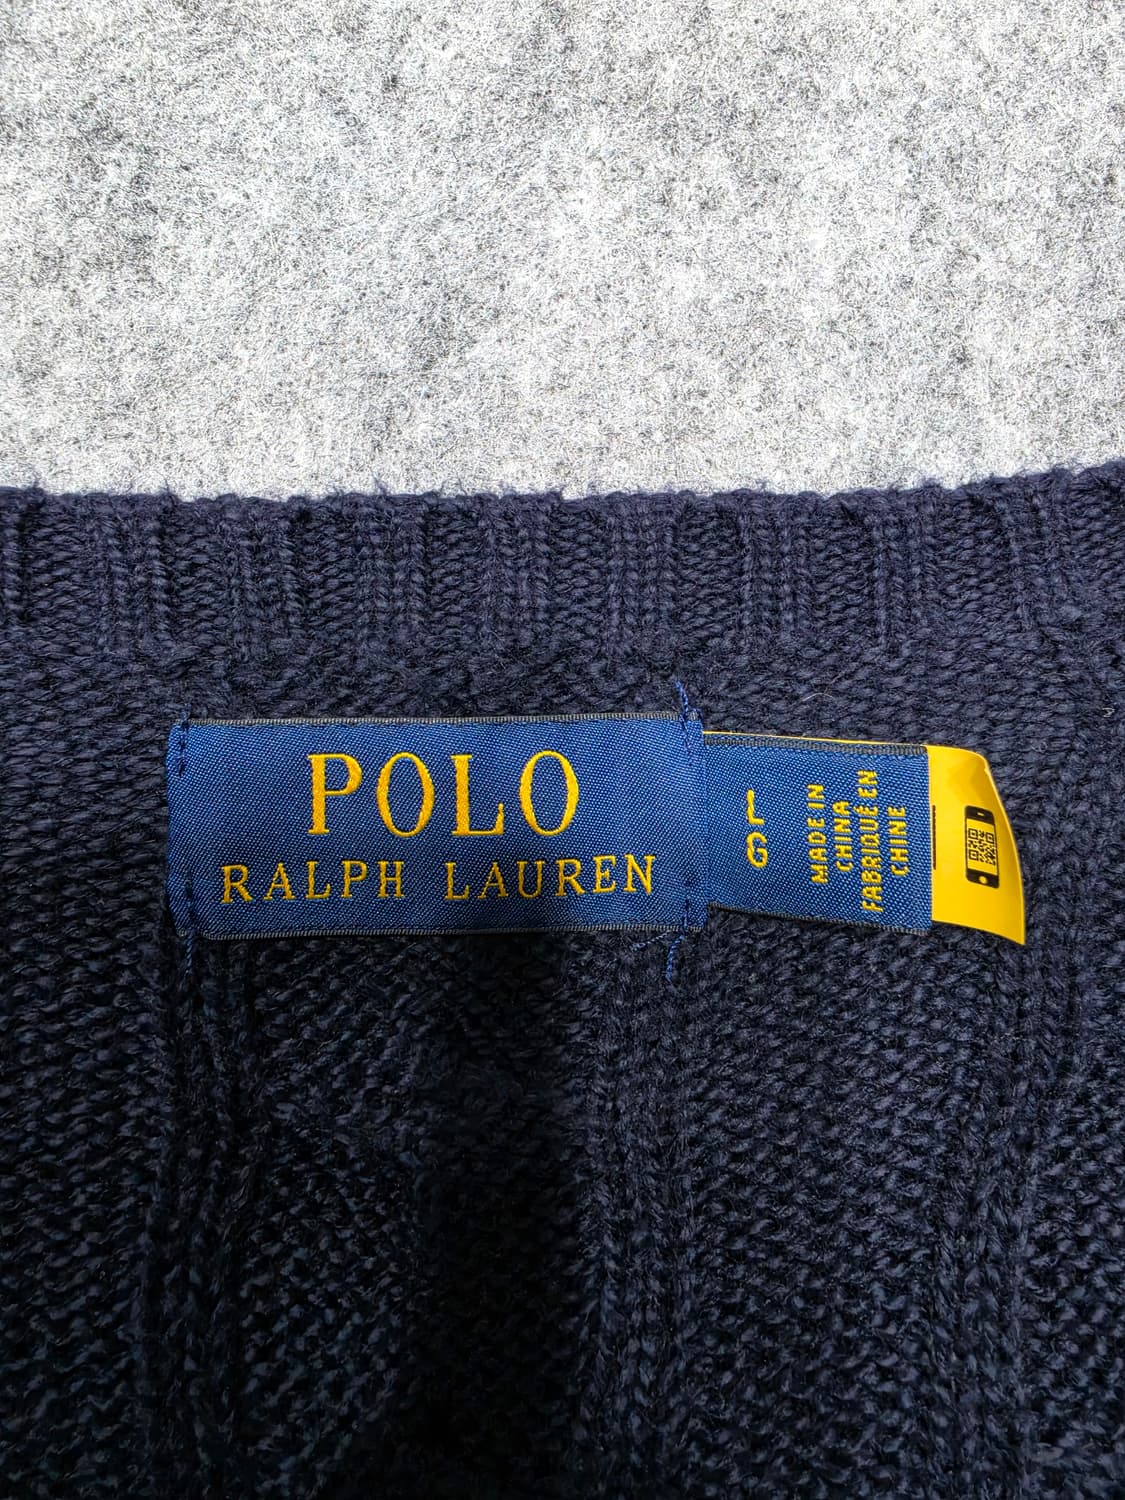 POLO
RALPH LAUREN
L
G
MADE IN
CHINA
FABRIQUÉ EN
CHINE